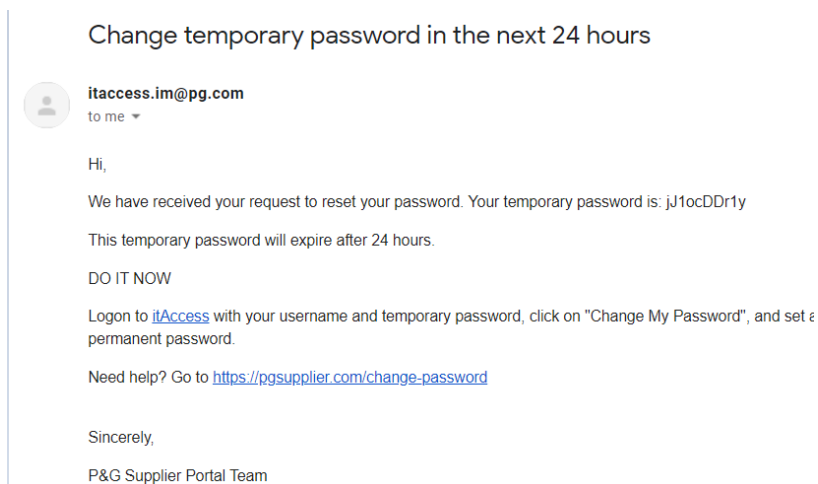 Change temporary password in the next 24 hours
itaccess.im@pg.com
to me
Hi,
We have received your request to reset your password. Your temporary password is: jJ1ocDDr1y
This temporary password will expire after 24 hours.
DO IT NOW
Logon to itAccess with your username and temporary password, click on "Change My Password", and set a
permanent password.
Need help? Go to https://pgsupplier.com/change-password
Sincerely,
P&G Supplier Portal Team